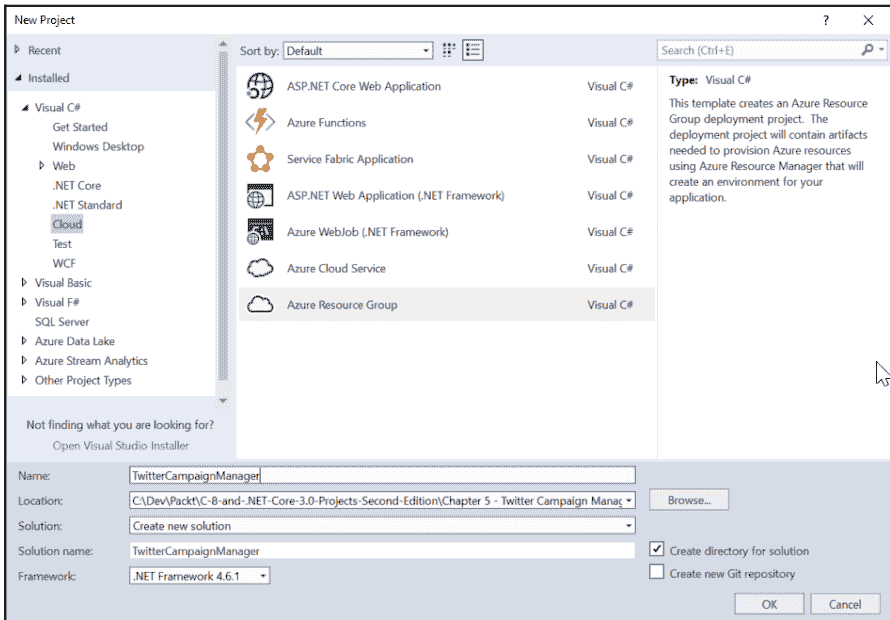 New Project
? 
Recent
Installed
Visual C#
Get Started
Windows Desktop
Web
.NET Core
.NET Standard
Cloud
Test
WCF
Visual Basic
Visual F#
SQL Server
Azure Data Lake
Azure Stream Analytics
Other Project Types
Not finding what you are looking for?
Open Visual Studio Installer
Sort by: Default
ASP.NET Core Web Application Visual C#
Azure Functions Visual C#
Service Fabric Application Visual C#
ASP.NET Web Application (.NET Framework) Visual C#
Azure WebJob (.NET Framework) Visual C#
Azure Cloud Service Visual C#
Azure Resource Group Visual C#
Search (Ctrl+E)
Type: Visual C#
This template creates an Azure Resource
Group deployment project. The
deployment project will contain artifacts
needed to provision Azure resources
using Azure Resource Manager that will
create an environment for your
application.
Name: TwitterCampaignManager
Location: C:\Dev\Packt\C-8-and-.NET-Core-3.0-Projects-Second-Edition\Chapter 5 - Twitter Campaign Manag
Browse...
Solution: Create new solution
Solution name: TwitterCampaignManager
Create directory for solution
Framework: .NET Framework 4.6.1
Create new Git repository
OK Cancel